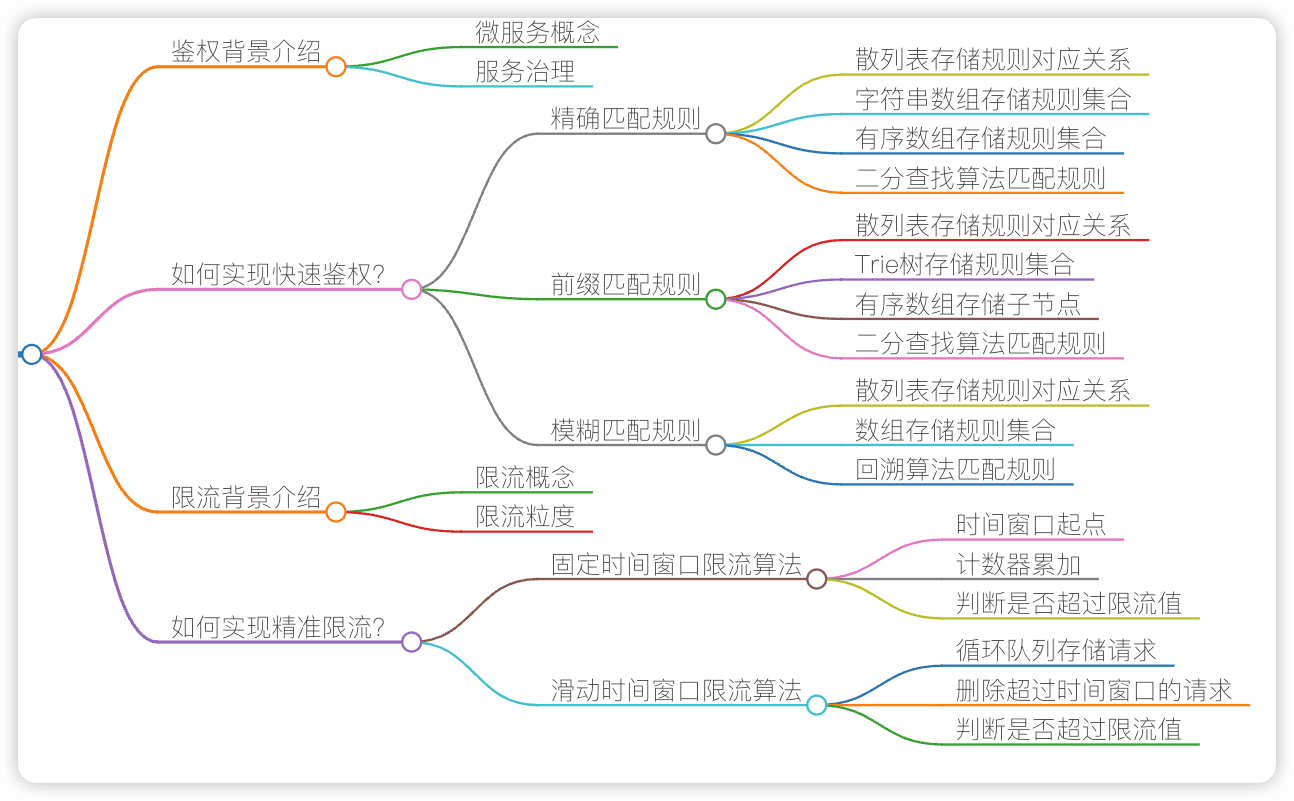 鉴权背景介绍
微服务概念
服务治理
如何实现快速鉴权?
精确匹配规则
散列表存储规则对应关系
字符串数组存储规则集合
有序数组存储规则集合
二分查找算法匹配规则
前缀匹配规则
散列表存储规则对应关系
Trie树存储规则集合
有序数组存储子节点
二分查找算法匹配规则
模糊匹配规则
散列表存储规则对应关系
数组存储规则集合
回溯算法匹配规则
限流背景介绍
限流概念
限流粒度
如何实现精准限流?
固定时间窗口限流算法
时间窗口起点
计数器累加
判断是否超过限流值
滑动时间窗口限流算法
循环队列存储请求
删除超过时间窗口的请求
判断是否超过限流值